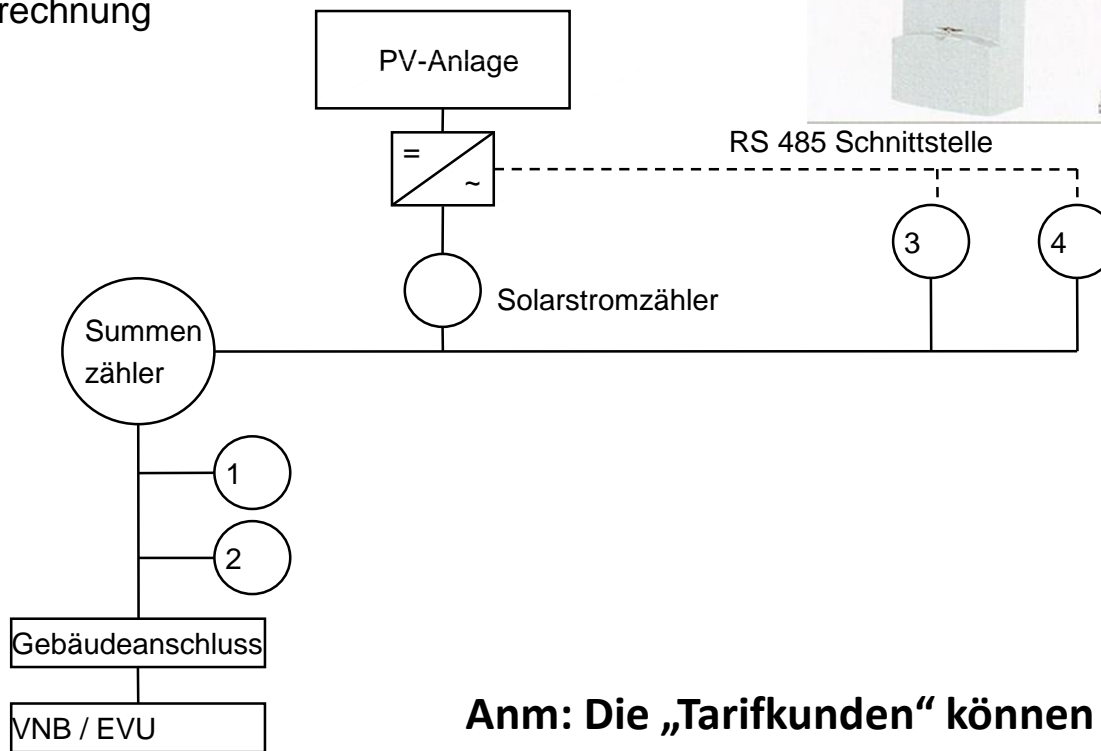 rechnung
PV-Anlage
=
~
RS 485 Schnittstelle
3
4
Solarstromzähler
Summen
zähler
1
2
Gebäudeanschluss
VNB / EVU
Anm: Die „Tarifkunden“ können